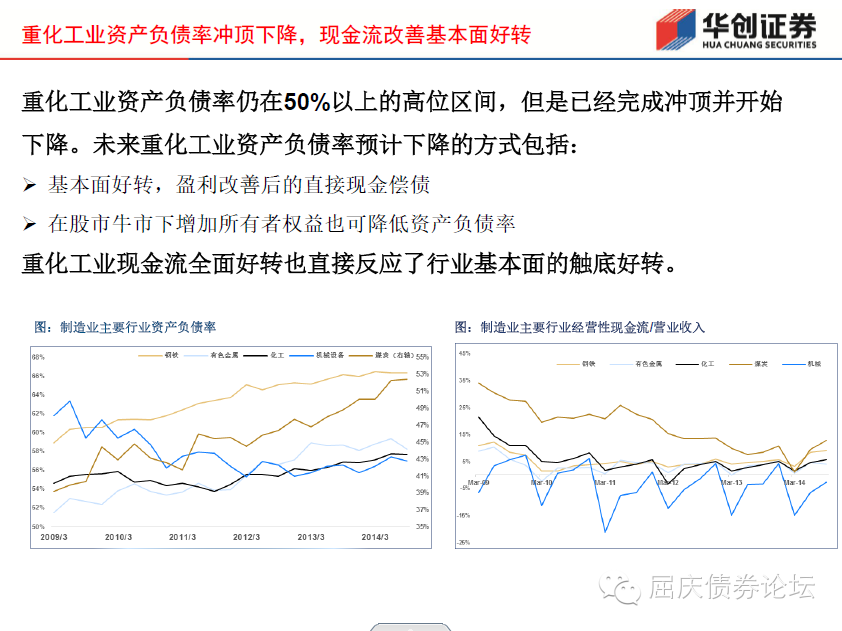 重化工业资产负债率冲顶下降，现金流改善基本面好转
华创证券
HUA CHUANG SECURITIES
重化工业资产负债率仍在50%以上的高位区间，但是已经完成冲顶并开始
下降。未来重化工业资产负债率预计下降的方式包括：
➢ 基本面好转，盈利改善后的直接现金偿债
➢ 在股市牛市下增加所有者权益也可降低资产负债率
重化工业现金流全面好转也直接反应了行业基本面的触底好转。
图：制造业主要行业资产负债率
钢铁 有色金属 化工 机械设备 煤炭（右轴）
68%
66%
64%
62%
60%
58%
56%
54%
52%
50%
55%
53%
51%
49%
47%
45%
43%
41%
39%
37%
35%
2009/3 2010/3 2011/3 2012/3 2013/3 2014/3
图：制造业主要行业经营性现金流/营业收入
钢铁 有色金属 化工 煤炭 机械
45%
35%
25%
15%
5%
-5%
-15%
-25%
Mar-09 Mar-10 Mar-11 Mar-12 Mar-13 Mar-14
屈庆债券论坛